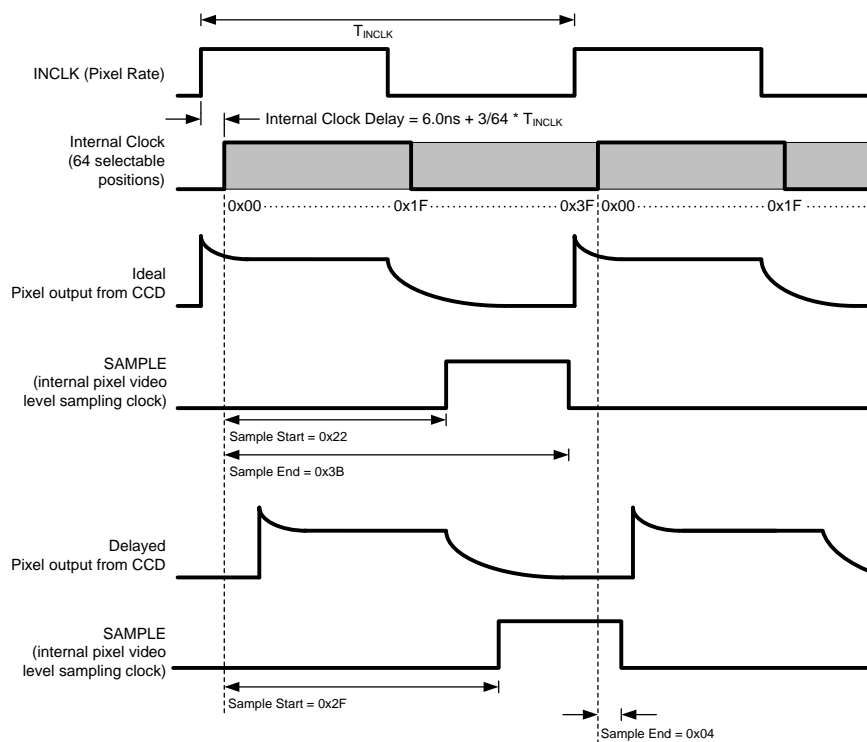 T_INCLK
INCLK (Pixel Rate)
Internal Clock Delay = 6.0ns + 3/64 * T_INCLK
Internal Clock
(64 selectable
positions)
0x00 0x1F 0x3F 0x00 0x1F
Ideal
Pixel output from CCD
SAMPLE
(internal pixel video
level sampling clock)
Sample Start = 0x22
Sample End = 0x3B
Delayed
Pixel output from CCD
SAMPLE
(internal pixel video
level sampling clock)
Sample Start = 0x2F
Sample End = 0x04